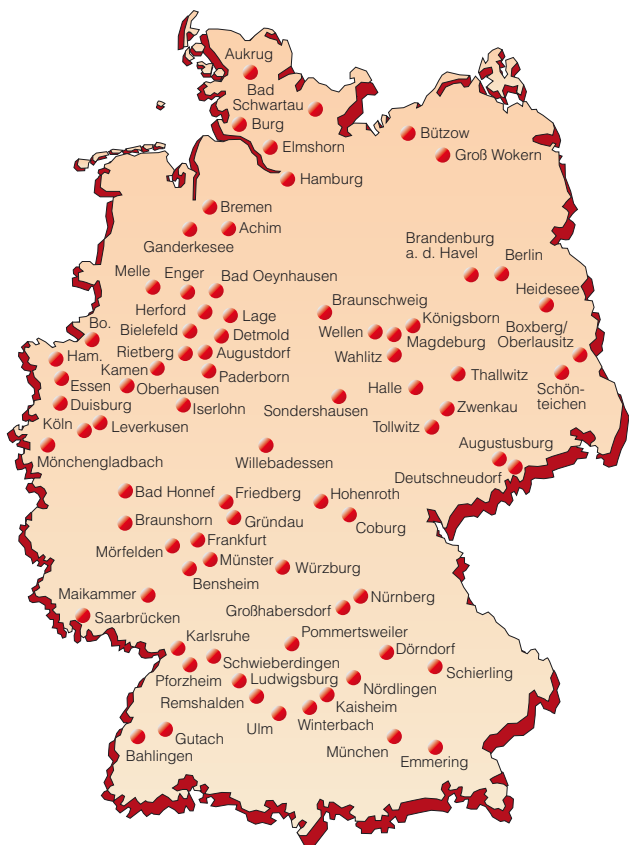 Aukrug
Bad
Schwartau
Burg
Bützow
Elmshorn
Groß Wokern
Hamburg
Bremen
Achim
Ganderkesee
Brandenburg
a. d. Havel
Berlin
Melle
Enger
Bad Oeynhausen
Heidesee
Braunschweig
Herford
Lage
Königsborn
Bo.
Bielefeld
Detmold
Wellen
Magdeburg
Boxberg/
Oberlausitz
Ham.
Rietberg
Augustdorf
Wahlitz
Kamen
Paderborn
Thallwitz
Essen
Oberhausen
Halle
Schön-
teichen
Duisburg
Iserlohn
Sondershausen
Zwenkau
Köln
Leverkusen
Tollwitz
Augustusburg
Mönchengladbach
Willebadessen
Deutschneudorf
Bad Honnef
Friedberg
Hohenroth
Braunshorn
Gründau
Coburg
Mörfelden
Frankfurt
Münster
Würzburg
Bensheim
Maikammer
Nürnberg
Großhabersdorf
Saarbrücken
Karlsruhe
Pommertsweiler
Dörndorf
Schwieberdingen
Schierling
Pforzheim
Ludwigsburg
Nördlingen
Remshalden
Kaisheim
Ulm
Winterbach
Gutach
München
Bahlingen
Emmering